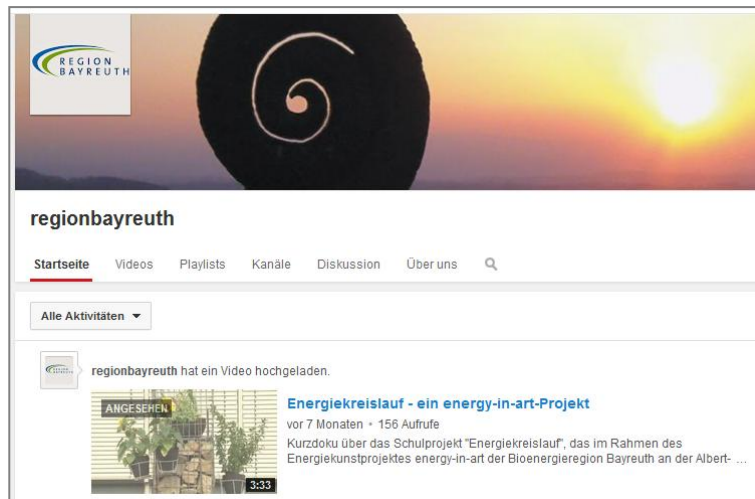 REGION
BAYREUTH
regionbayreuth
Startseite Videos Playlists Kanäle Diskussion Über uns
Alle Aktivitäten
regionbayreuth hat ein Video hochgeladen.
ANGESEHEN
3:33
Energiekreislauf - ein energy-in-art-Projekt
vor 7 Monaten • 156 Aufrufe
Kurzdoku über das Schulprojekt "Energiekreislauf", das im Rahmen des
Energiekunstprojektes energy-in-art der Bioenergieregion Bayreuth an der Albert- ...